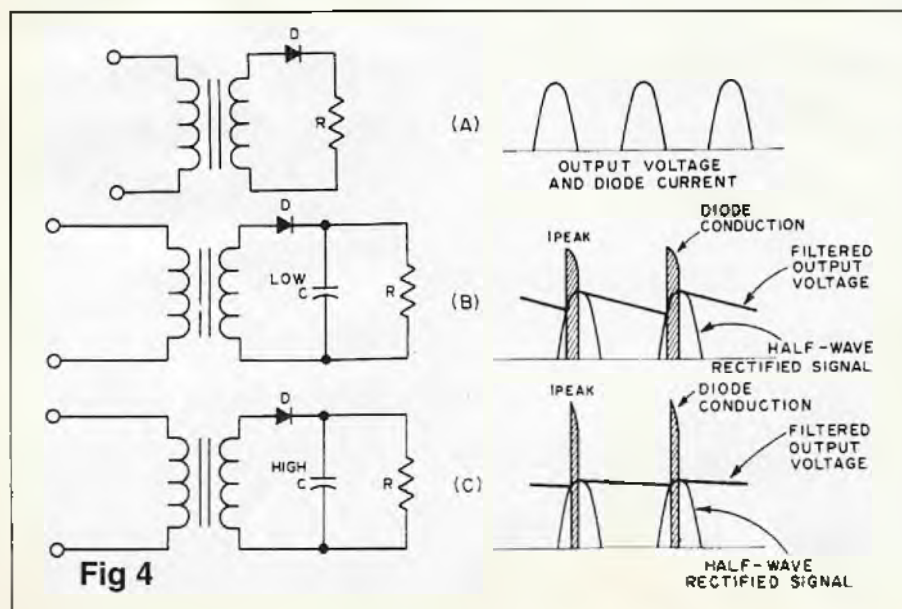 D
R
(A)
OUTPUT VOLTAGE
AND DIODE CURRENT
D
LOW
C
R
(B)
IPEAK
DIODE
CONDUCTION
FILTERED
OUTPUT
VOLTAGE
HALF-WAVE
RECTIFIED SIGNAL
D
HIGH
C
R
(C)
IPEAK
DIODE
CONDUCTION
FILTERED
OUTPUT
VOLTAGE
HALF-WAVE
RECTIFIED SIGNAL
Fig 4